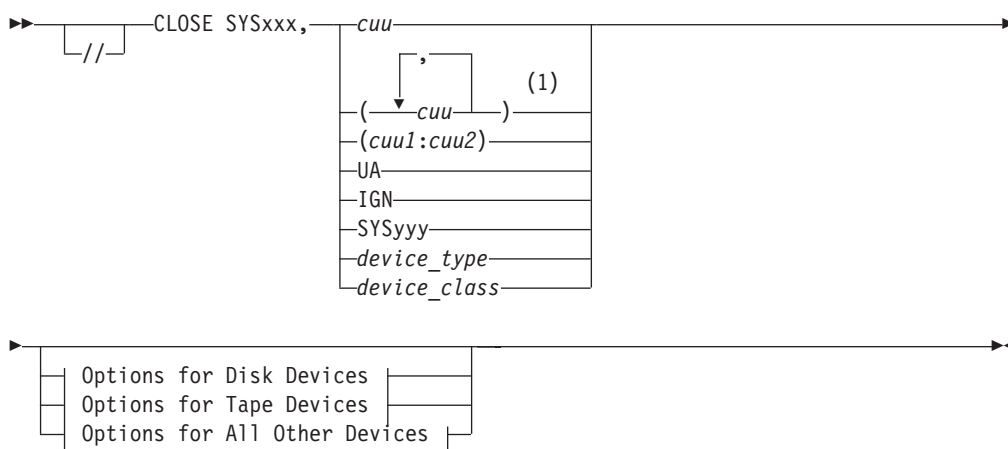 CLOSE SYSxxx, cuu
//
,
(1)
( cuu )
(cuu1:cuu2)
UA
IGN
SYSyyy
device_type
device_class
Options for Disk Devices
Options for Tape Devices
Options for All Other Devices